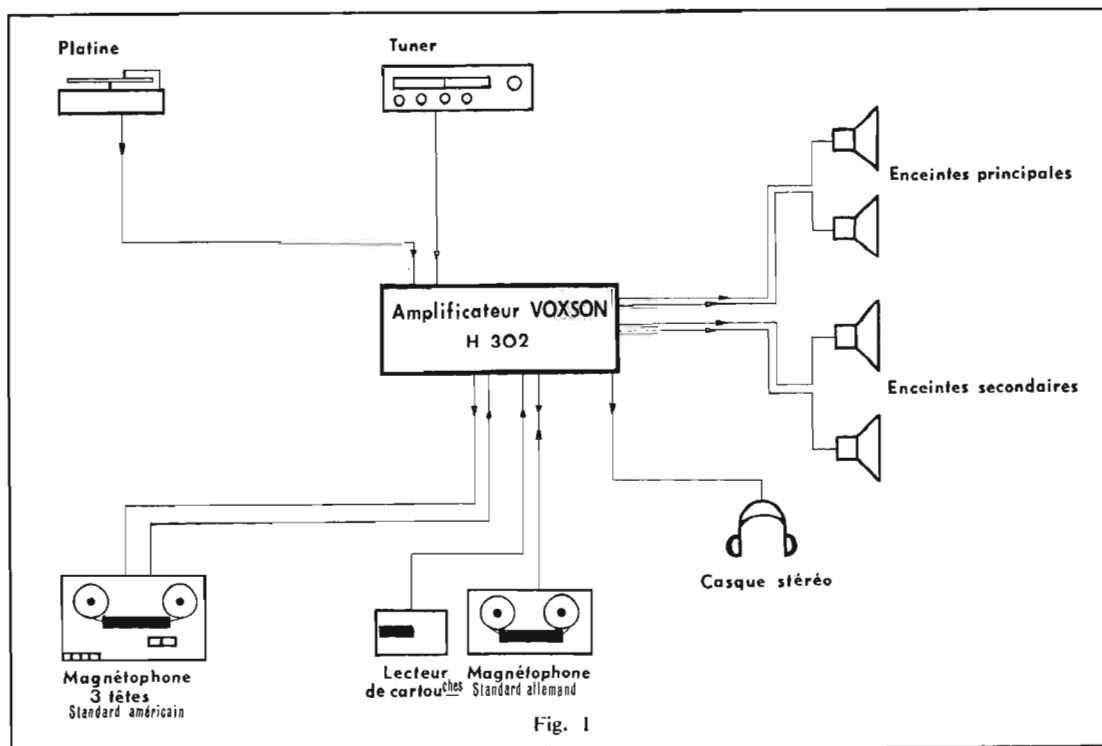 Platine
Tuner
Enceintes principales
Amplificateur VOXSON
H 302
Enceintes secondaires
Casque stéréo
Magnétophone
3 têtes
Standard américain
Lecteur
de cartouches
Magnétophone
Standard allemand
Fig. 1